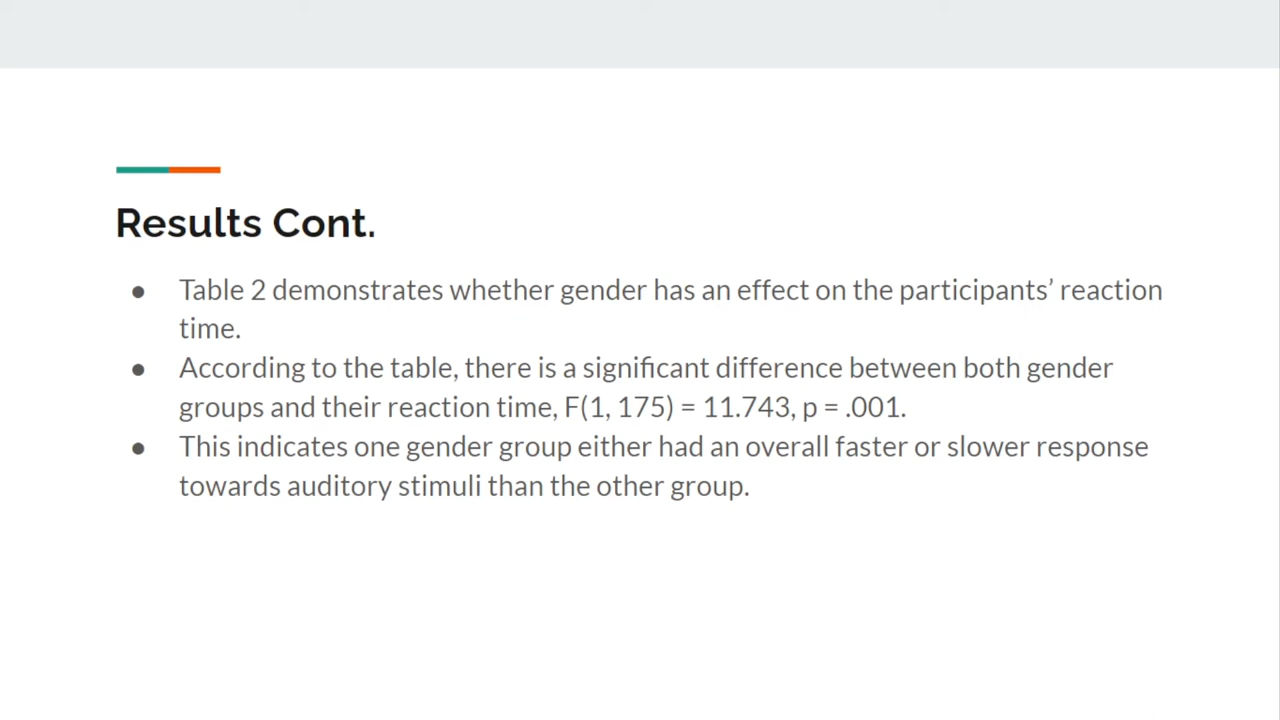 Results Cont.
● Table 2 demonstrates whether gender has an effect on the participants’ reaction
time.
● According to the table, there is a significant difference between both gender
groups and their reaction time, F(1, 175) = 11.743, p = .001.
● This indicates one gender group either had an overall faster or slower response
towards auditory stimuli than the other group.